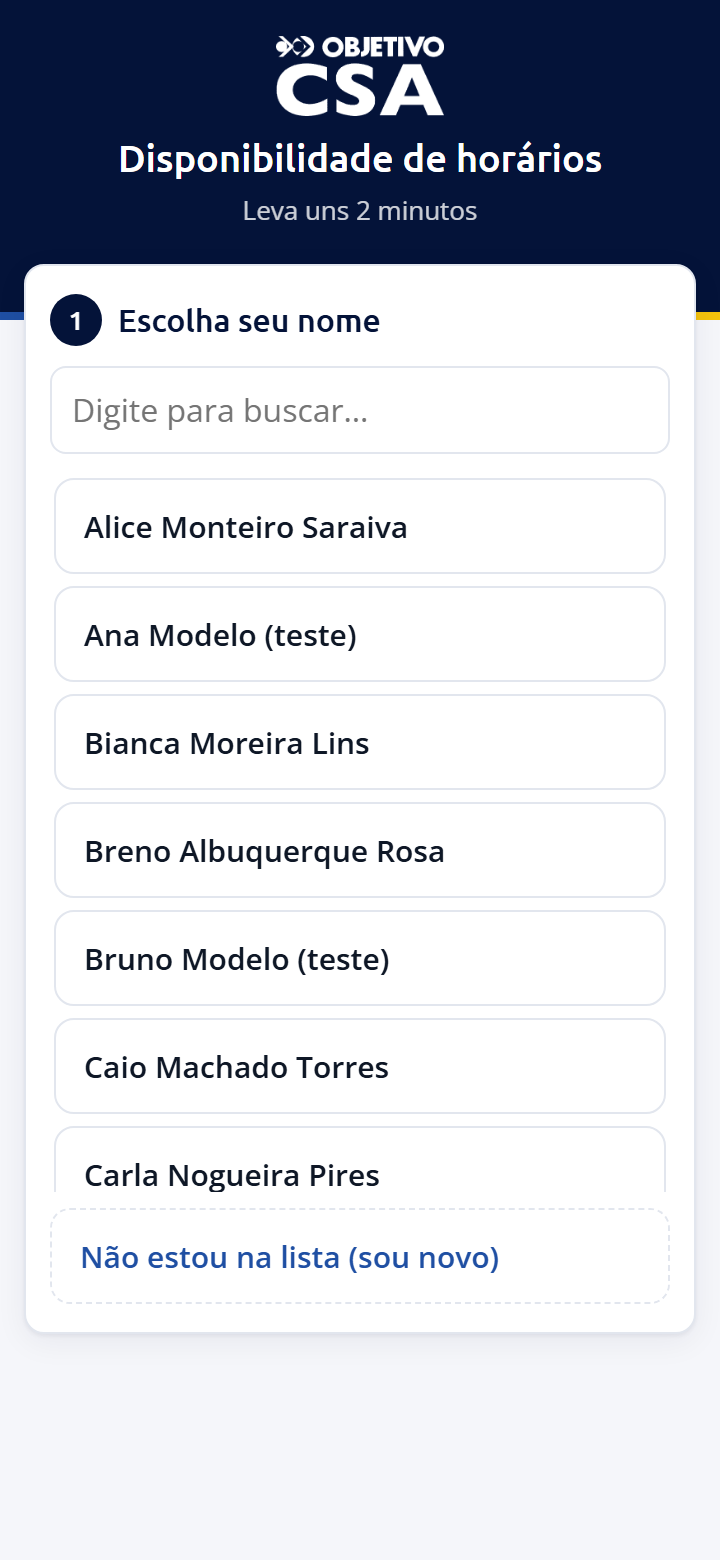 OBJETIVO
CSA
Disponibilidade de horários
Leva uns 2 minutos
1 Escolha seu nome
Digite para buscar...
Alice Monteiro Saraiva
Ana Modelo (teste)
Bianca Moreira Lins
Breno Albuquerque Rosa
Bruno Modelo (teste)
Caio Machado Torres
Carla Nogueira Pires
Não estou na lista (sou novo)